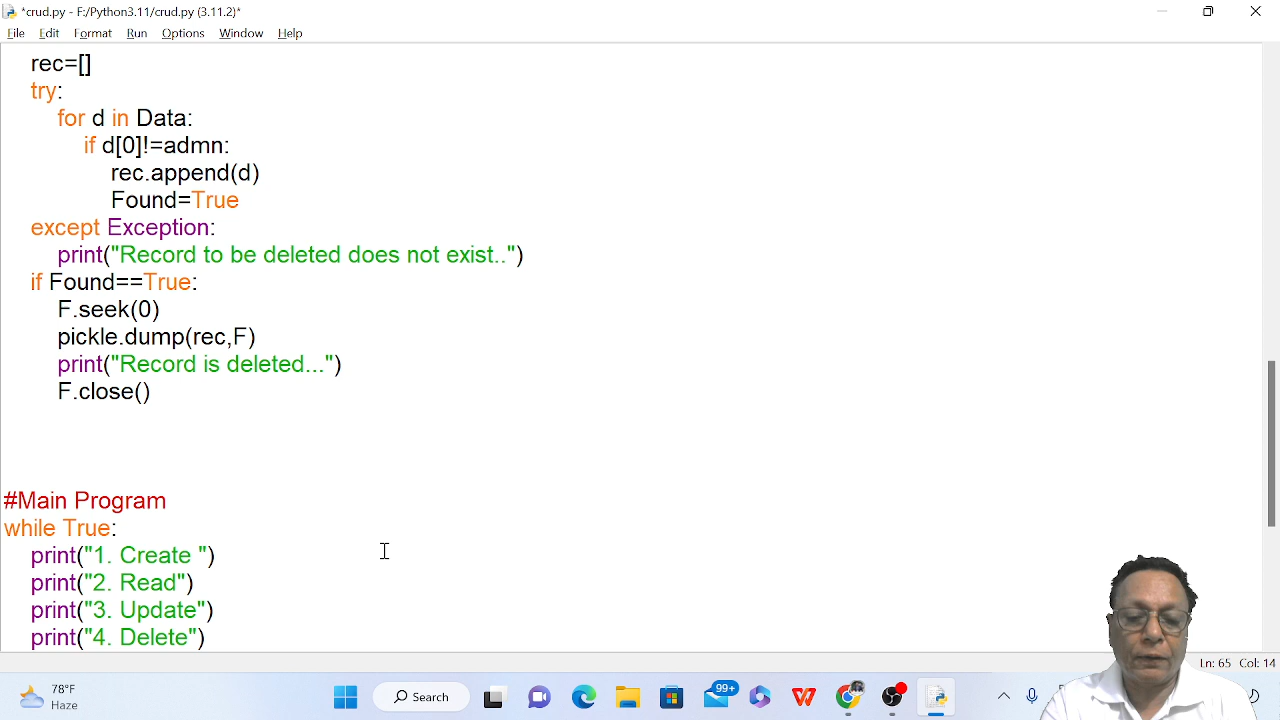 *crud.py - F:/Python3.11/crud.py (3.11.2)*
File Edit Format Run Options Window Help
rec=[]
try:
for d in Data:
if d[0]!=admn:
rec.append(d)
Found=True
except Exception:
print("Record to be deleted does not exist..")
if Found==True:
F.seek(0)
pickle.dump(rec,F)
print("Record is deleted...")
F.close()
#Main Program
while True:
print("1. Create ")
print("2. Read")
print("3. Update")
print("4. Delete")
Ln: 65 Col: 14
78°F
Haze
Search
99+